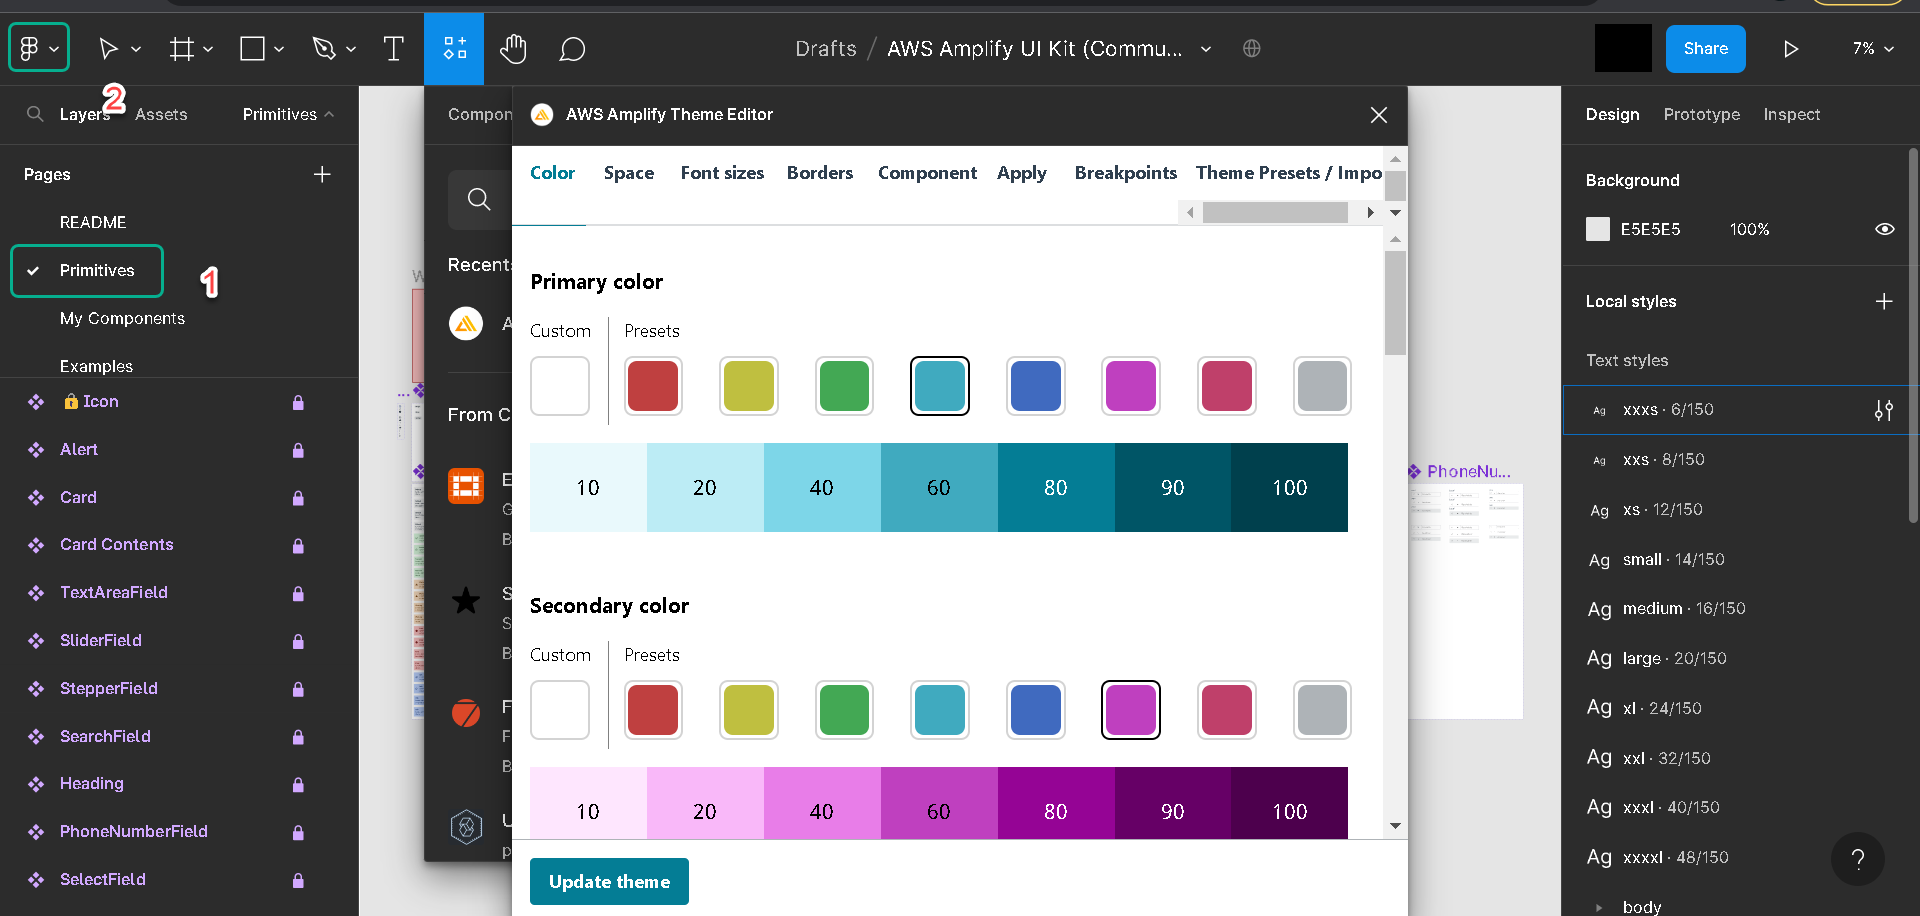 Drafts / AWS Amplify UI Kit (Commu...
Share
7%
2
Layers
Assets
Primitives
Pages
README
Primitives
1
My Components
Examples
Icon
Alert
Card
Card Contents
TextAreaField
SliderField
StepperField
SearchField
Heading
PhoneNumberField
SelectField
Compon
Recents
From C
AWS Amplify Theme Editor
Color
Space
Font sizes
Borders
Component
Apply
Breakpoints
Theme Presets / Impo
Primary color
Custom
Presets
10 20 40 60 80 90 100
Secondary color
Custom
Presets
10 20 40 60 80 90 100
Update theme
PhoneNu...
Design
Prototype
Inspect
Background
E5E5E5
100%
Local styles
Text styles
Ag xxxs · 6/150
Ag xxs · 8/150
Ag xs · 12/150
Ag small · 14/150
Ag medium · 16/150
Ag large · 20/150
Ag xl · 24/150
Ag xxl · 32/150
Ag xxxl · 40/150
Ag xxxxl · 48/150
body
?